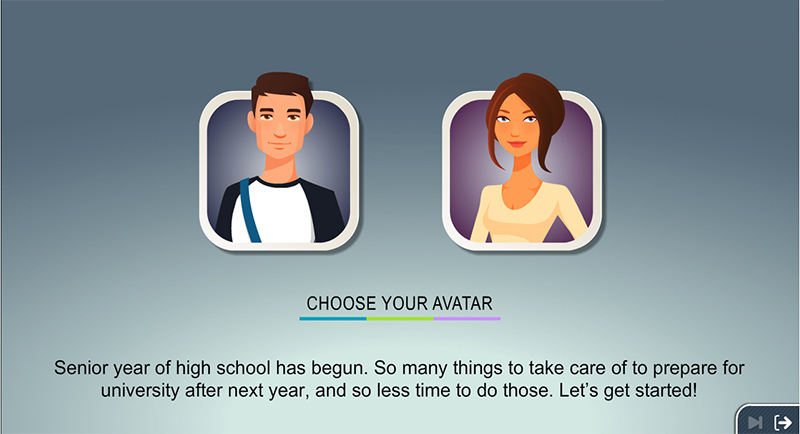 CHOOSE YOUR AVATAR
Senior year of high school has begun. So many things to take care of to prepare for
university after next year, and so less time to do those. Let's get started!